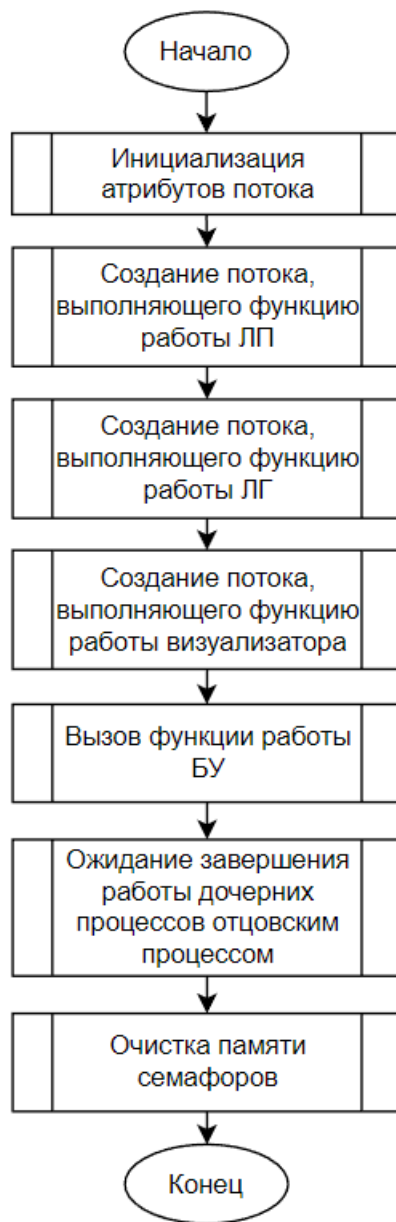 Начало
Инициализация
атрибутов потока
Создание потока,
выполняющего функцию
работы ЛП
Создание потока,
выполняющего функцию
работы ЛГ
Создание потока,
выполняющего функцию
работы визуализатора
Вызов функции работы
БУ
Ожидание завершения
работы дочерних
процессов отцовским
процессом
Очистка памяти
семафоров
Конец